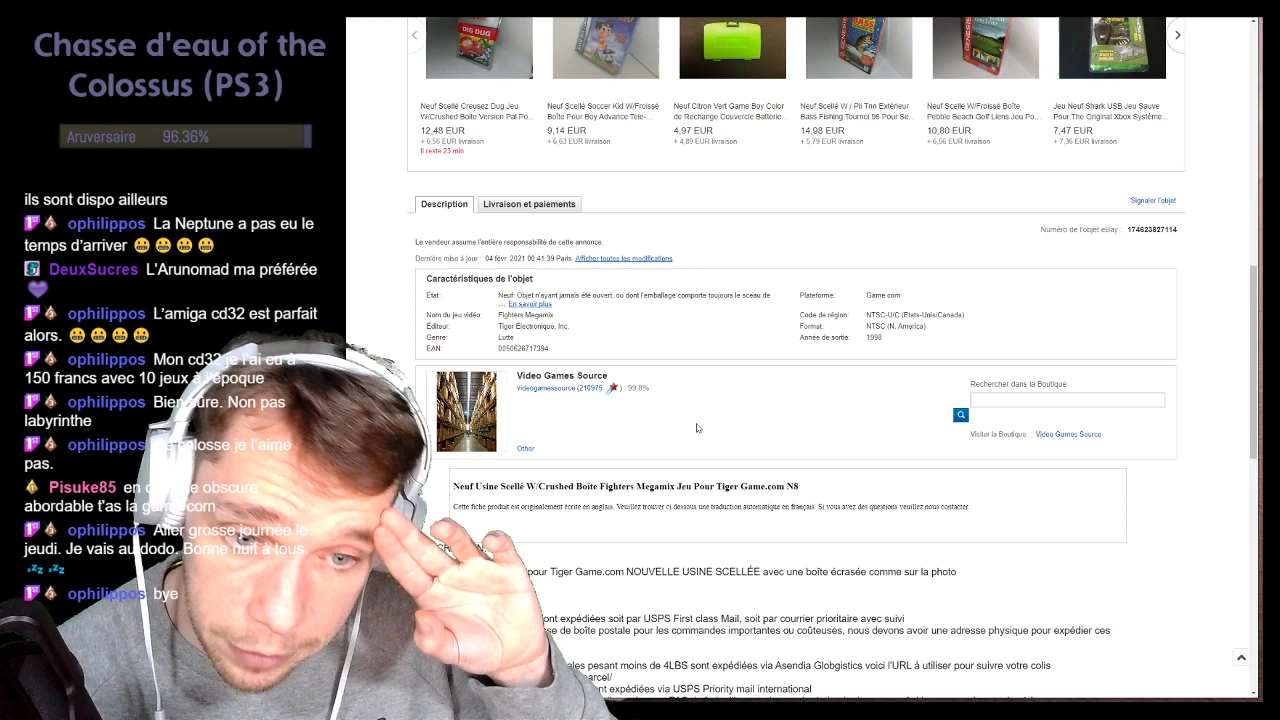 Chasse d'eau of the
Colossus (PS3)
Aruversaire 96.36%
ils sont dispo ailleurs
ophilippos La Neptune a pas eu le
temps d'arriver
DeuxSucres L'Arunomad ma préférée
ophilippos L'amiga cd32 est parfait
alors.
ophilippos Mon cd32 je l'ai eu à
150 francs avec 10 jeux à l'époque
ophilippos Bien sûre. Non pas
labyrinthe
ophilippos colosse je l'aime
pas.
Pisuke85 en obscure
abordable t'as la game com
ophilippos Aller grosse journée le
jeudi. Je vais au dodo. Bonne nuit à tous.
ophilippos bye
DIG DUG
GENESIS
GENESIS
Neuf Scellé Creusez Dug Jeu
W/Crushed Boite Version Pal Po...
12,48 EUR
+ 6,56 EUR livraison
Il reste 23 min
Neuf Scellé Soccer Kid W/Froissé
Boîte Pour Boy Advance Tele-...
9,14 EUR
+ 6,63 EUR livraison
Neuf Citron Vert Game Boy Color
de Rechange Couvercle Batterie...
4,97 EUR
+ 4,89 EUR livraison
Neuf Scellé W / Pli Tnn Extérieur
Bass Fishing Tournoi 96 Pour Se...
14,98 EUR
+ 5,79 EUR livraison
Neuf Scellé W/Froissé Boîte
Pebble Beach Golf Liens Jeu Po...
10,80 EUR
+ 6,56 EUR livraison
Jeu Neuf Shark USB Jeu Sauve
Pour The Original Xbox Système...
7,47 EUR
+ 7,36 EUR livraison
Description
Livraison et paiements
Signaler l'objet
Numéro de l'objet eBay : 174623827114
Le vendeur assume l'entière responsabilité de cette annonce.
Dernière mise à jour : 04 févr. 2021 00:41:39 Paris Afficher toutes les modifications
Caractéristiques de l'objet
État : Neuf: Objet n'ayant jamais été ouvert, ou dont l'emballage comporte toujours le sceau de
... En savoir plus
Plateforme: Game.com
Nom du jeu vidéo: Fighters Megamix
Code de région: NTSC-U/C (États-Unis/Canada)
Éditeur: Tiger Électronique, Inc.
Format: NTSC (N. America)
Genre: Lutte
Année de sortie: 1998
EAN: 0050626717394
Video Games Source
videogamessource (210975 ) 99,8%
Other
Rechercher dans la Boutique
Visiter la Boutique : Video Games Source
Neuf Usine Scellé W/Crushed Boîte Fighters Megamix Jeu Pour Tiger Game.com N8
Cette fiche produit est originalement écrite en anglais. Veuillez trouver ci dessous une traduction automatique en français. Si vous avez des questions veuillez nous contacter.
pour Tiger Game.com NOUVELLE USINE SCELLÉE avec une boîte écrasée comme sur la photo
ont expédiées soit par USPS First class Mail, soit par courrier prioritaire avec suivi
de boîte postale pour les commandes importantes ou coûteuses, nous devons avoir une adresse physique pour expédier ces
pesant moins de 4LBS sont expédiées via Asendia Globgistics voici l'URL à utiliser pour suivre votre colis
expédiées via USPS Priority mail international